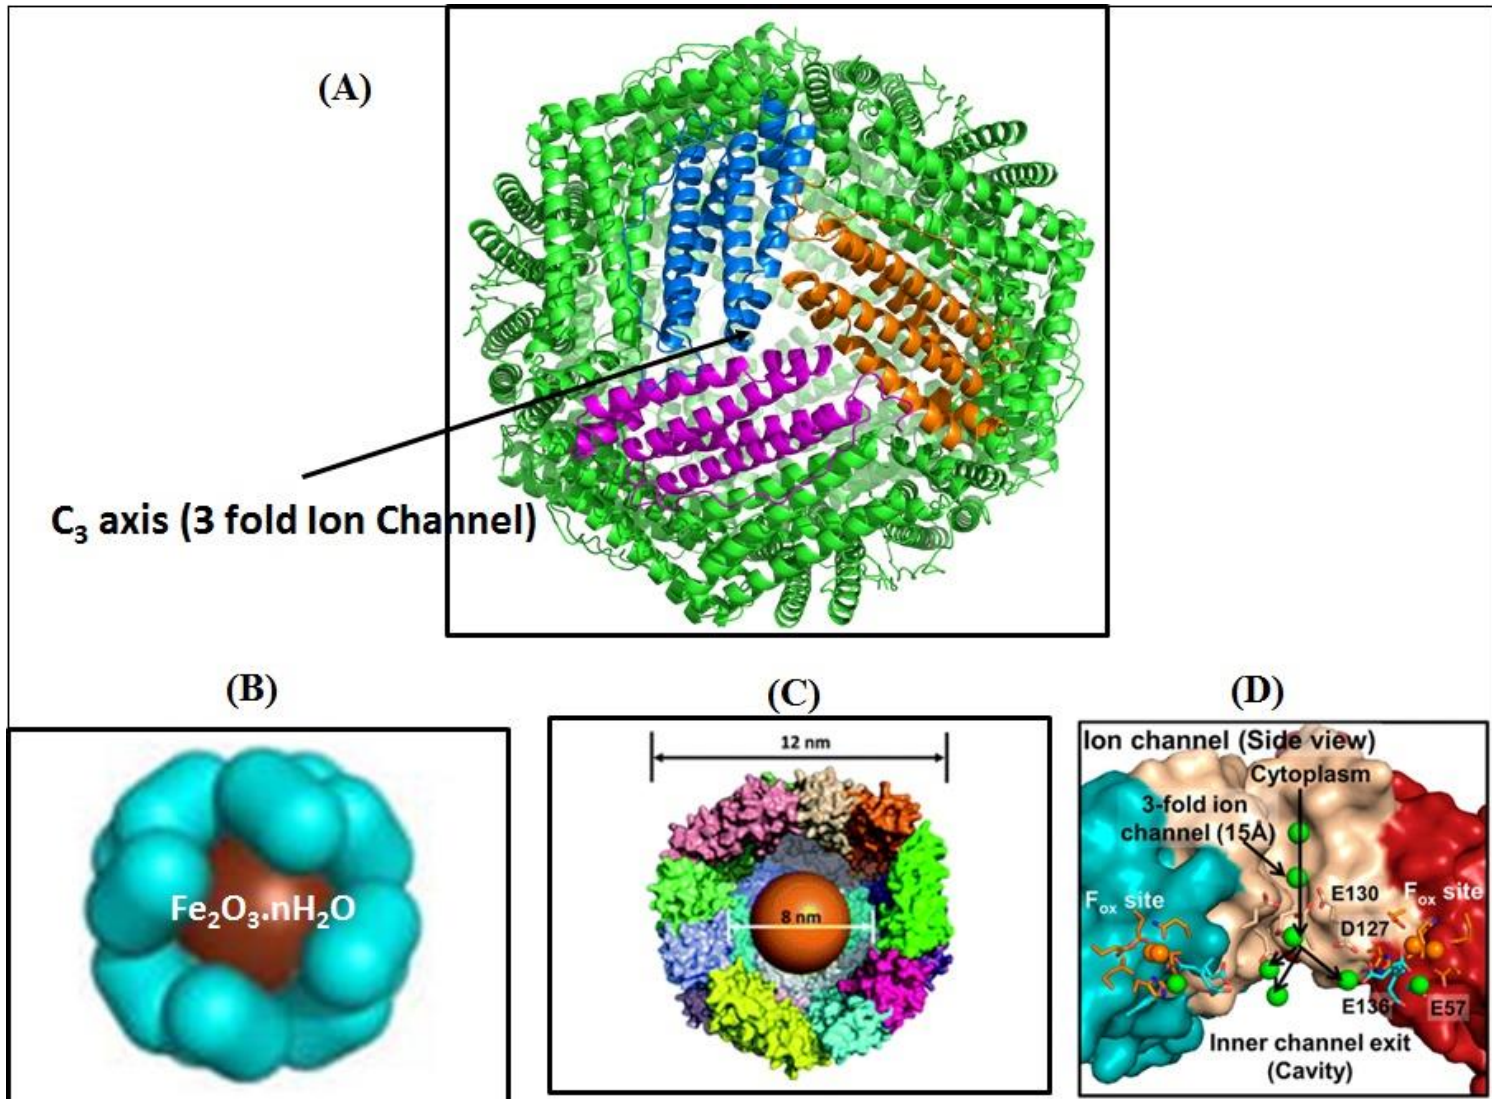 (A)
C₃ axis (3 fold Ion Channel)
(B)
(C)
(D)
Fe₂O₃.nH₂O
12 nm
8 nm
Ion channel (Side view)
Cytoplasm
3-fold ion
channel (15Å)
E130
Fₒₓ site
Fₒₓ site
D127
E136
E57
Inner channel exit
(Cavity)